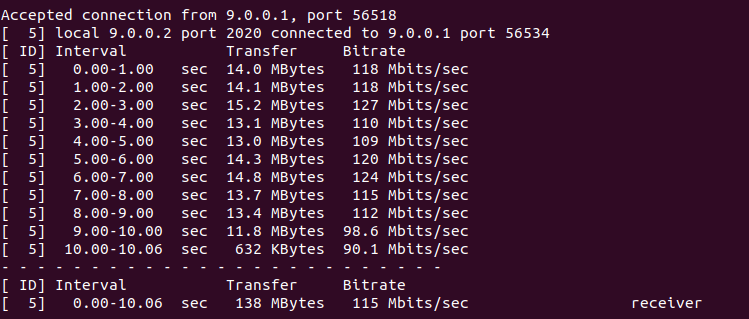 Accepted connection from 9.0.0.1, port 56518
[  5] local 9.0.0.2 port 2020 connected to 9.0.0.1 port 56534
[ ID] Interval           Transfer     Bitrate
[  5]   0.00-1.00   sec  14.0 MBytes   118 Mbits/sec
[  5]   1.00-2.00   sec  14.1 MBytes   118 Mbits/sec
[  5]   2.00-3.00   sec  15.2 MBytes   127 Mbits/sec
[  5]   3.00-4.00   sec  13.1 MBytes   110 Mbits/sec
[  5]   4.00-5.00   sec  13.0 MBytes   109 Mbits/sec
[  5]   5.00-6.00   sec  14.3 MBytes   120 Mbits/sec
[  5]   6.00-7.00   sec  14.8 MBytes   124 Mbits/sec
[  5]   7.00-8.00   sec  13.7 MBytes   115 Mbits/sec
[  5]   8.00-9.00   sec  13.4 MBytes   112 Mbits/sec
[  5]   9.00-10.00  sec  11.8 MBytes  98.6 Mbits/sec
[  5]  10.00-10.06  sec   632 KBytes  90.1 Mbits/sec
- - - - - - - - - - - - - - - - - - - - - - - - -
[ ID] Interval           Transfer     Bitrate
[  5]   0.00-10.06  sec   138 MBytes   115 Mbits/sec                  receiver